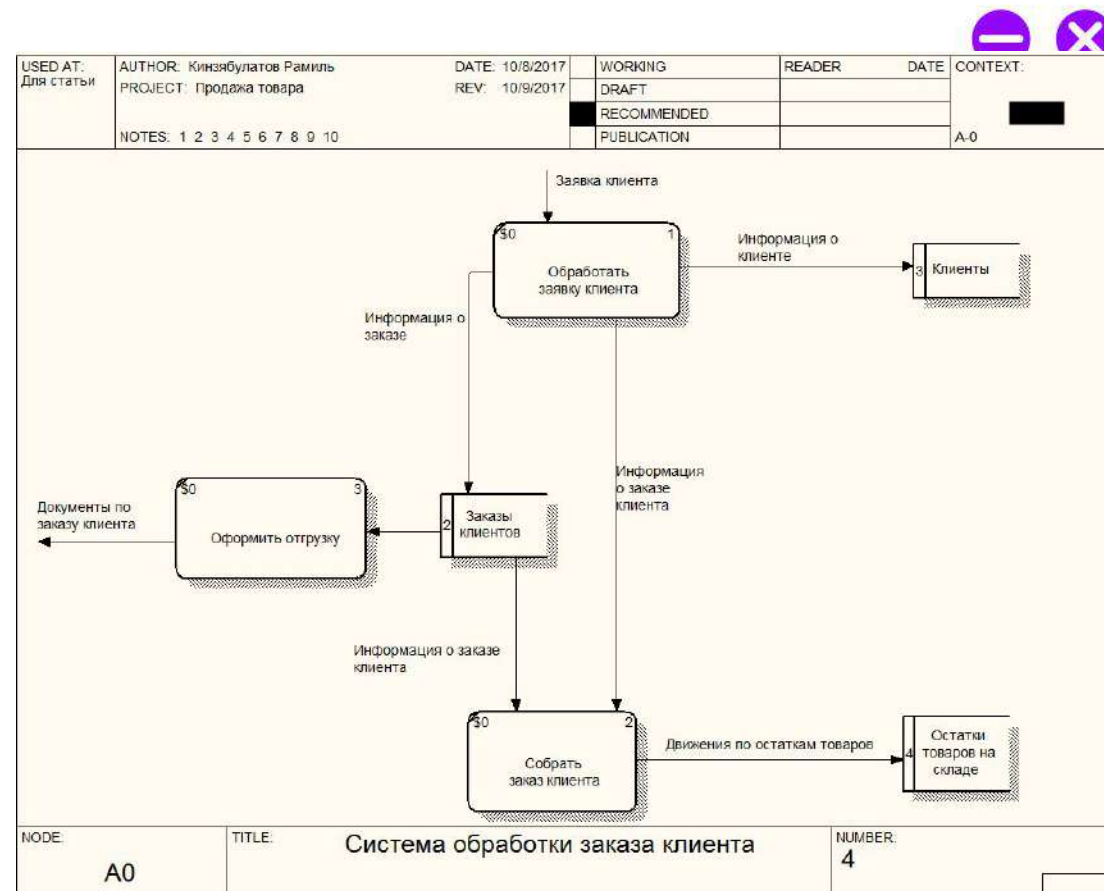 USED AT:
Для статьи
AUTHOR: Кинзябулатов Рамиль
DATE: 10/8/2017
PROJECT: Продажа товара
REV: 10/9/2017
NOTES: 1 2 3 4 5 6 7 8 9 10
WORKING
DRAFT
RECOMMENDED
PUBLICATION
READER DATE
CONTEXT:
A-0
Заявка клиента
$0 1
Обработать
заявку клиента
Информация о
клиенте
3 Клиенты
Информация о
заказе
Информация
о заказе
клиента
Документы по
заказу клиента
$0 3
Оформить отгрузку
2 Заказы
клиентов
Информация о заказе
клиента
$0 2
Собрать
заказ клиента
Движения по остаткам товаров
4
Остатки
товаров на
складе
NODE:
A0
TITLE:
Система обработки заказа клиента
NUMBER:
4